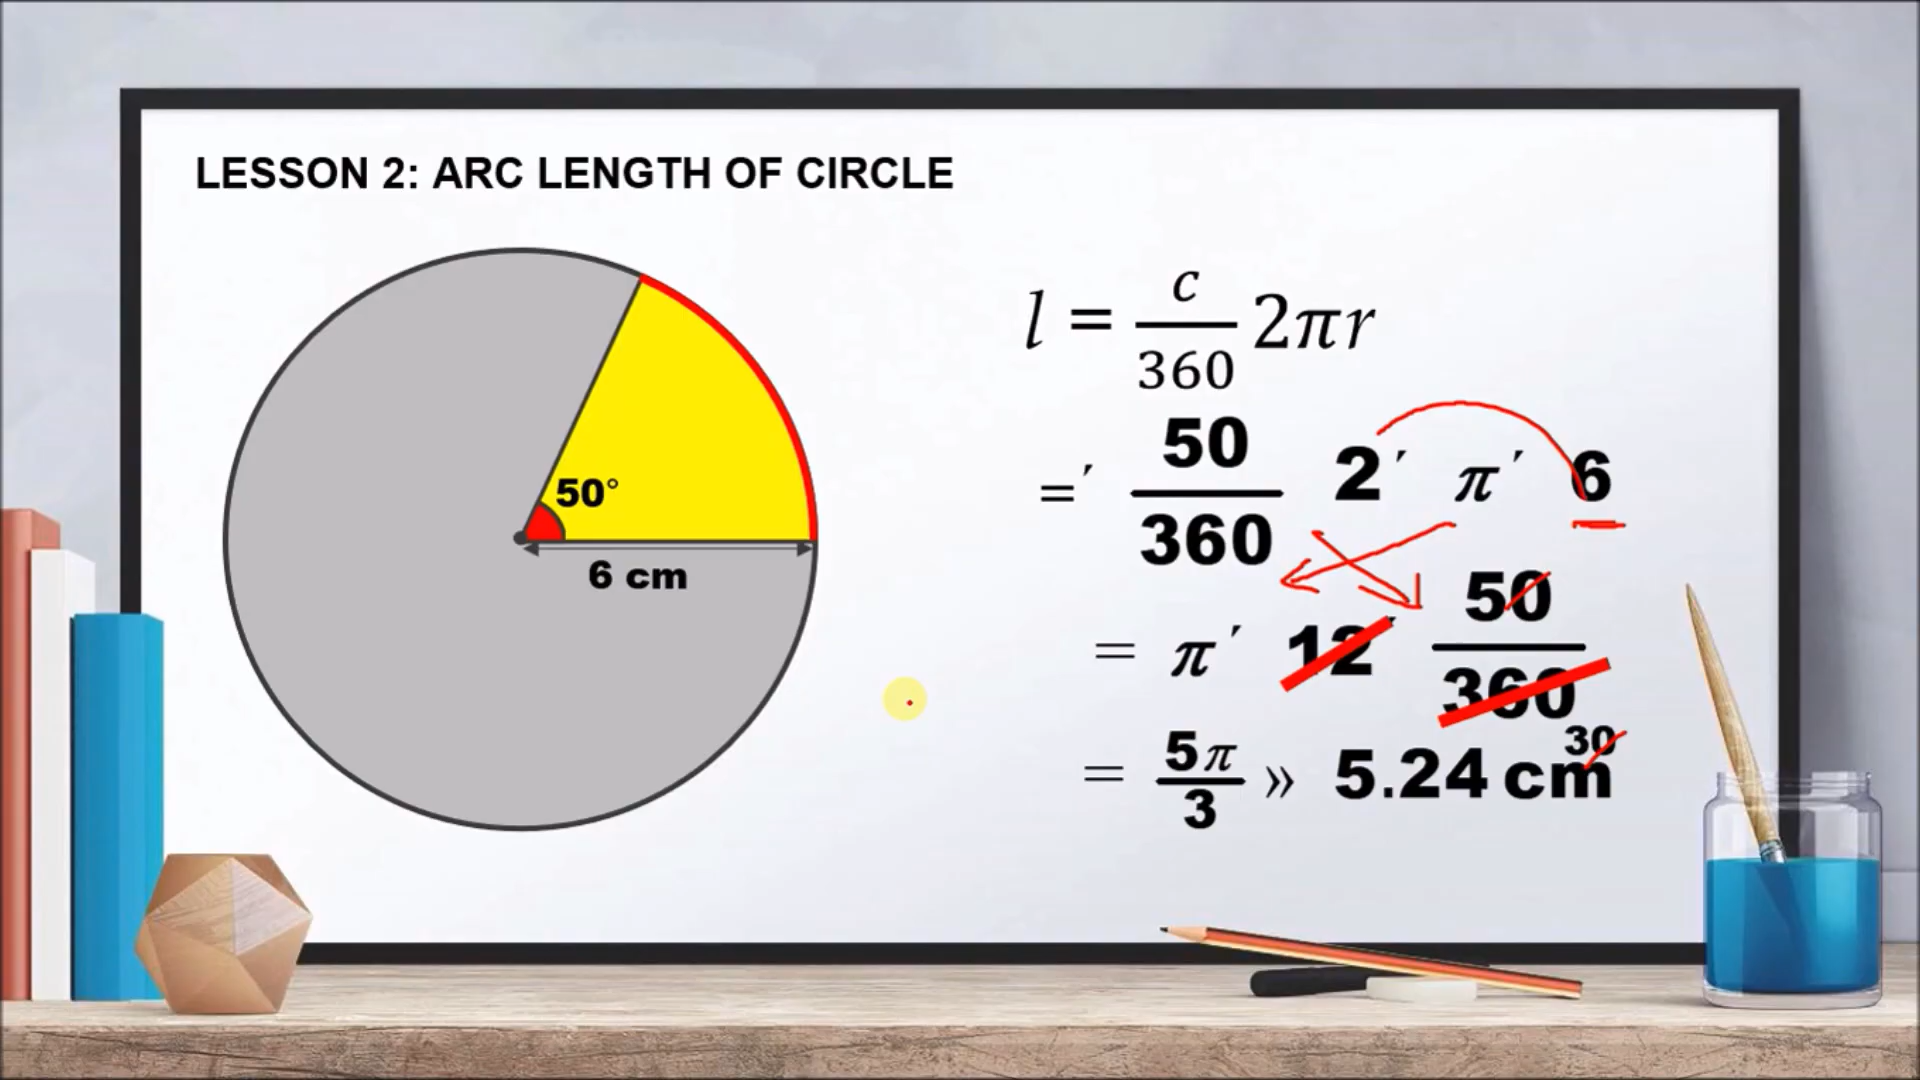 LESSON 2: ARC LENGTH OF CIRCLE
50°
6 cm
l = c/360 2πr
=′ 50/360 2′ π′ 6
= π′ 12′ 50/360
30
= 5π/3 » 5.24 cm